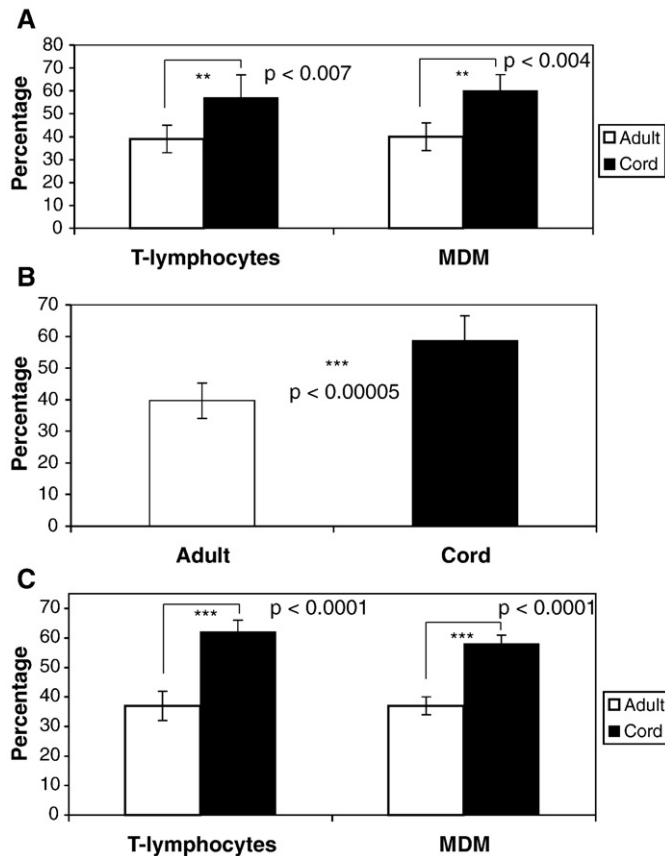 A
80
70
60
50
40
30
20
10
0
Percentage
** p < 0.007
** p < 0.004
Adult
Cord
T-lymphocytes MDM
B
70
60
50
40
30
20
10
0
Percentage
***
p < 0.00005
Adult Cord
C
70
60
50
40
30
20
10
0
Percentage
*** p < 0.0001
*** p < 0.0001
Adult
Cord
T-lymphocytes MDM